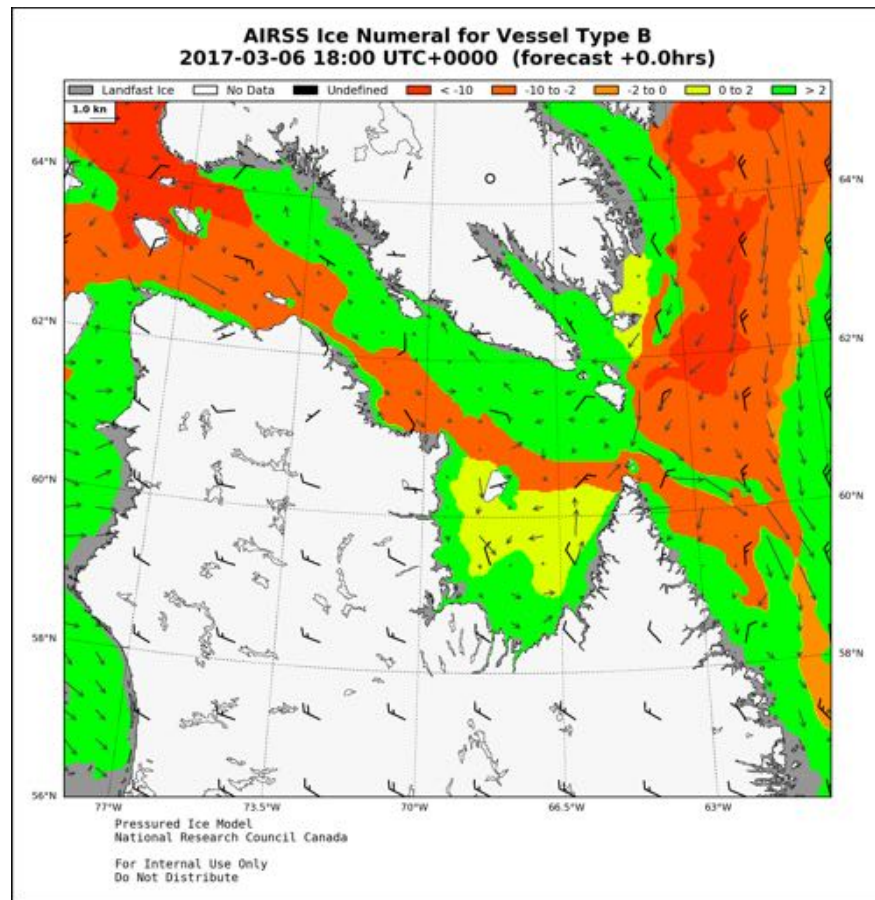 AIRSS Ice Numeral for Vessel Type B
2017-03-06 18:00 UTC+0000 (forecast +0.0hrs)
Landfast Ice No Data Undefined < -10 -10 to -2 -2 to 0 0 to 2 > 2
1.0 kn
64°N 64°N
62°N 62°N
60°N 60°N
58°N 58°N
56°N
77°W 73.5°W 70°W 66.5°W 63°W
Pressured Ice Model
National Research Council Canada
For Internal Use Only
Do Not Distribute